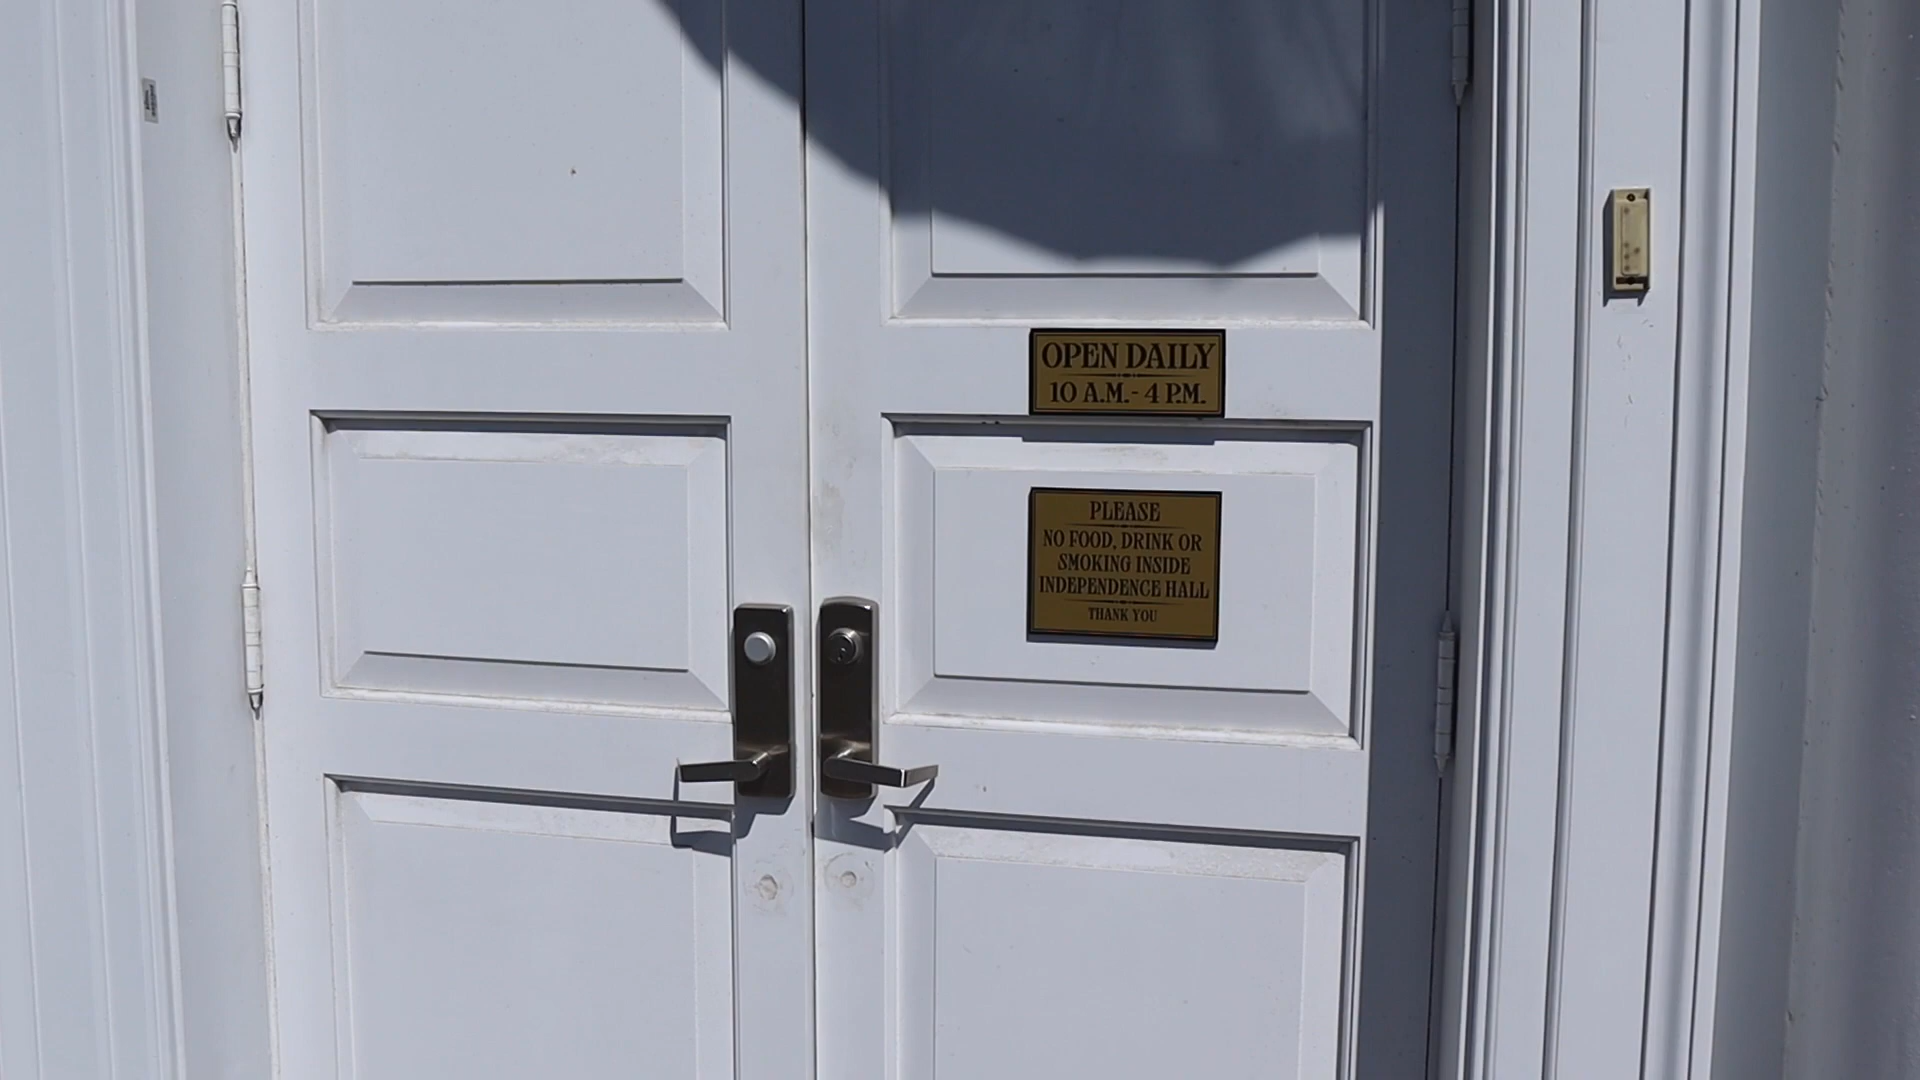 OPEN DAILY
10 A.M. - 4 P.M.
PLEASE
NO FOOD, DRINK OR
SMOKING INSIDE
INDEPENDENCE HALL
THANK YOU